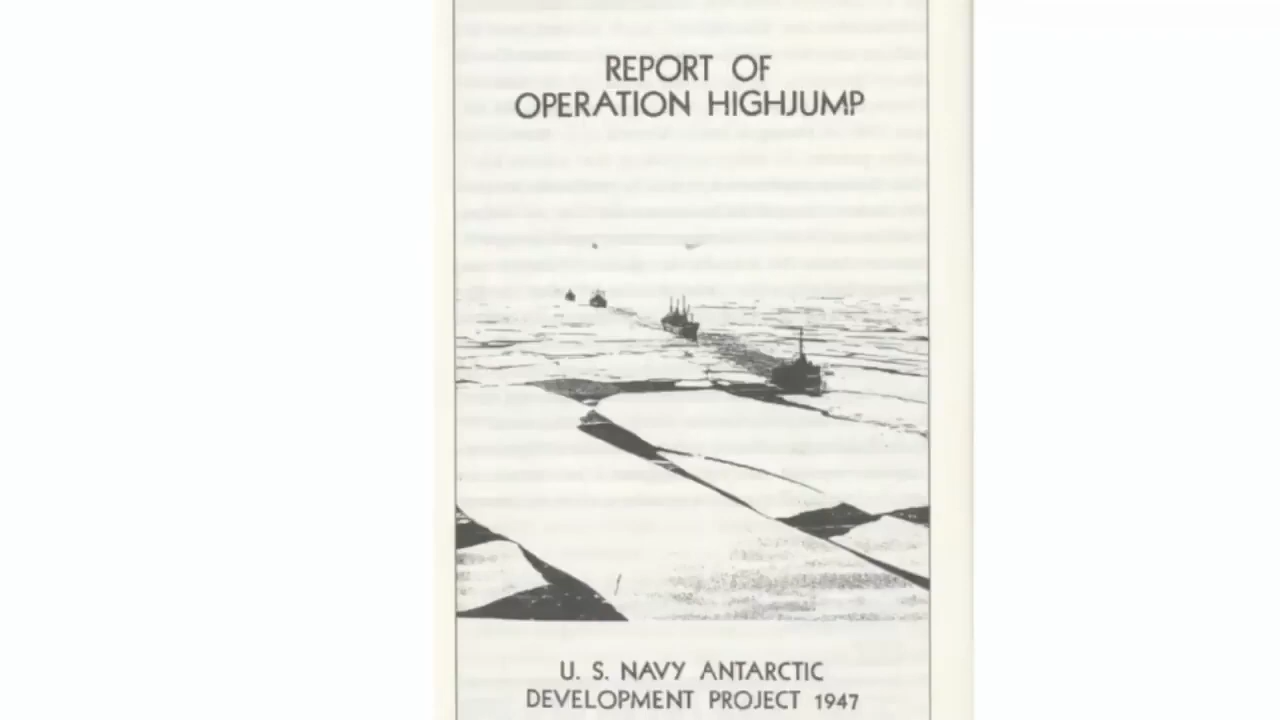 REPORT OF
OPERATION HIGHJUMP
U. S. NAVY ANTARCTIC
DEVELOPMENT PROJECT 1947